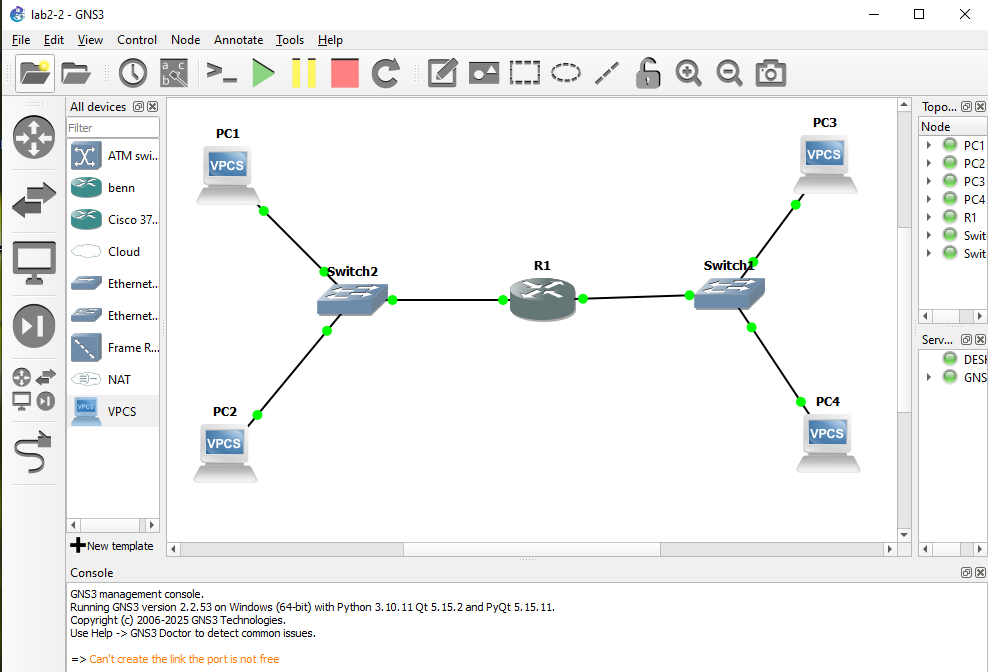 lab2-2 - GNS3
File Edit View Control Node Annotate Tools Help
All devices
Filter
ATM swi...
benn
Cisco 37...
Cloud
Ethernet...
Ethernet...
Frame R...
NAT
VPCS
New template
PC1
VPCS
PC2
VPCS
Switch2
R1
Switch1
PC3
VPCS
PC4
VPCS
Topo...
Node
PC1
PC2
PC3
PC4
R1
Swit
Swit
Serv...
DESK
GNS
Console
GNS3 management console.
Running GNS3 version 2.2.53 on Windows (64-bit) with Python 3.10.11 Qt 5.15.2 and PyQt 5.15.11.
Copyright (c) 2006-2025 GNS3 Technologies.
Use Help -> GNS3 Doctor to detect common issues.
=> Can't create the link the port is not free